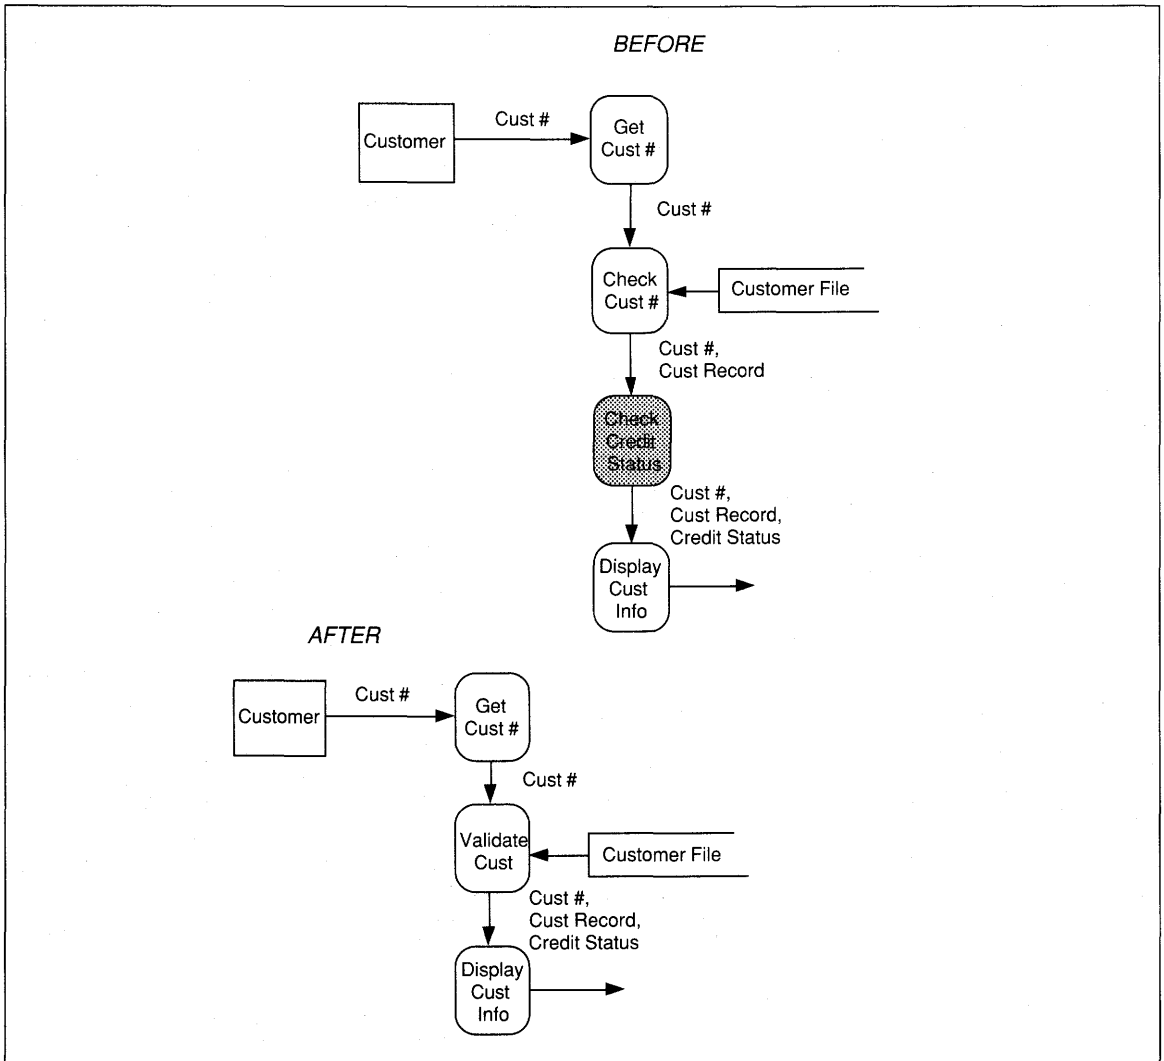 BEFORE
Customer
Cust #
Get
Cust #
Cust #
Check
Cust #
Customer File
Cust #,
Cust Record
Check
Credit
Status
Cust #,
Cust Record,
Credit Status
Display
Cust
Info
AFTER
Customer
Cust #
Get
Cust #
Cust #
Validate
Cust
Customer File
Cust #,
Cust Record,
Credit Status
Display
Cust
Info